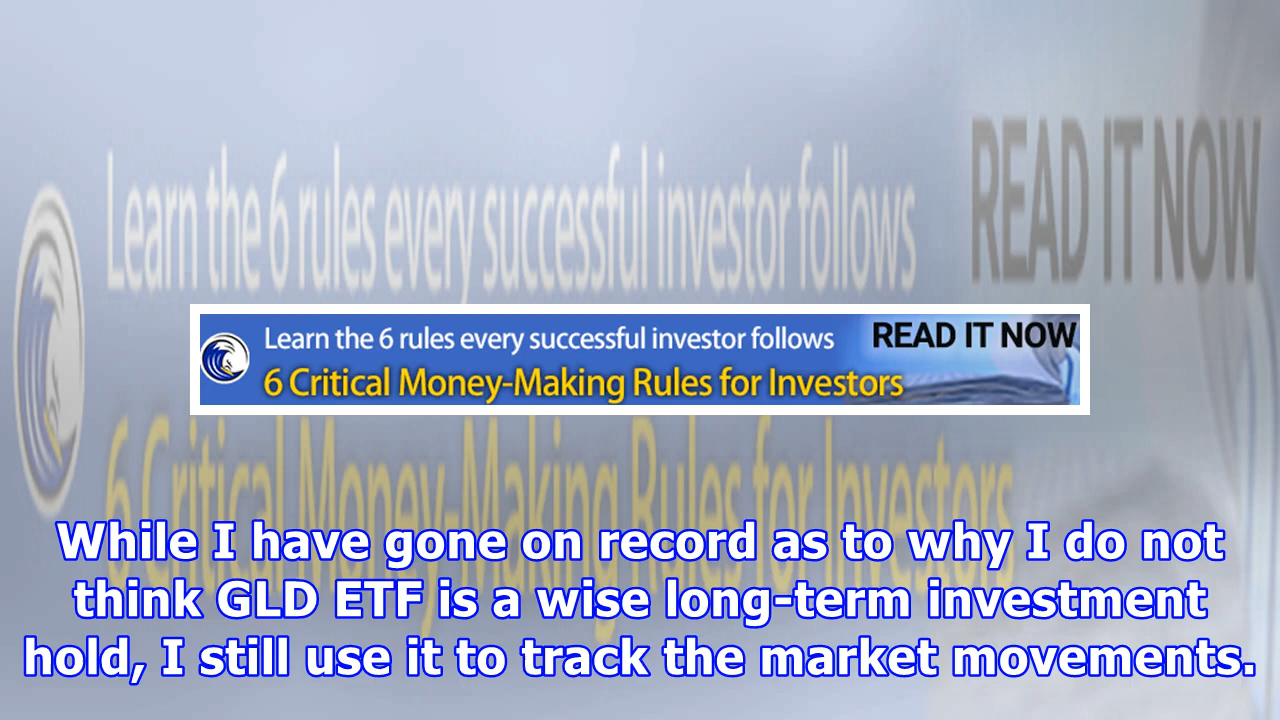 Learn the 6 rules every successful investor follows
READ IT NOW
Learn the 6 rules every successful investor follows
READ IT NOW
6 Critical Money-Making Rules for Investors
6 Critical Money-Making Rules for Investors
While I have gone on record as to why I do not
think GLD ETF is a wise long-term investment
hold, I still use it to track the market movements.